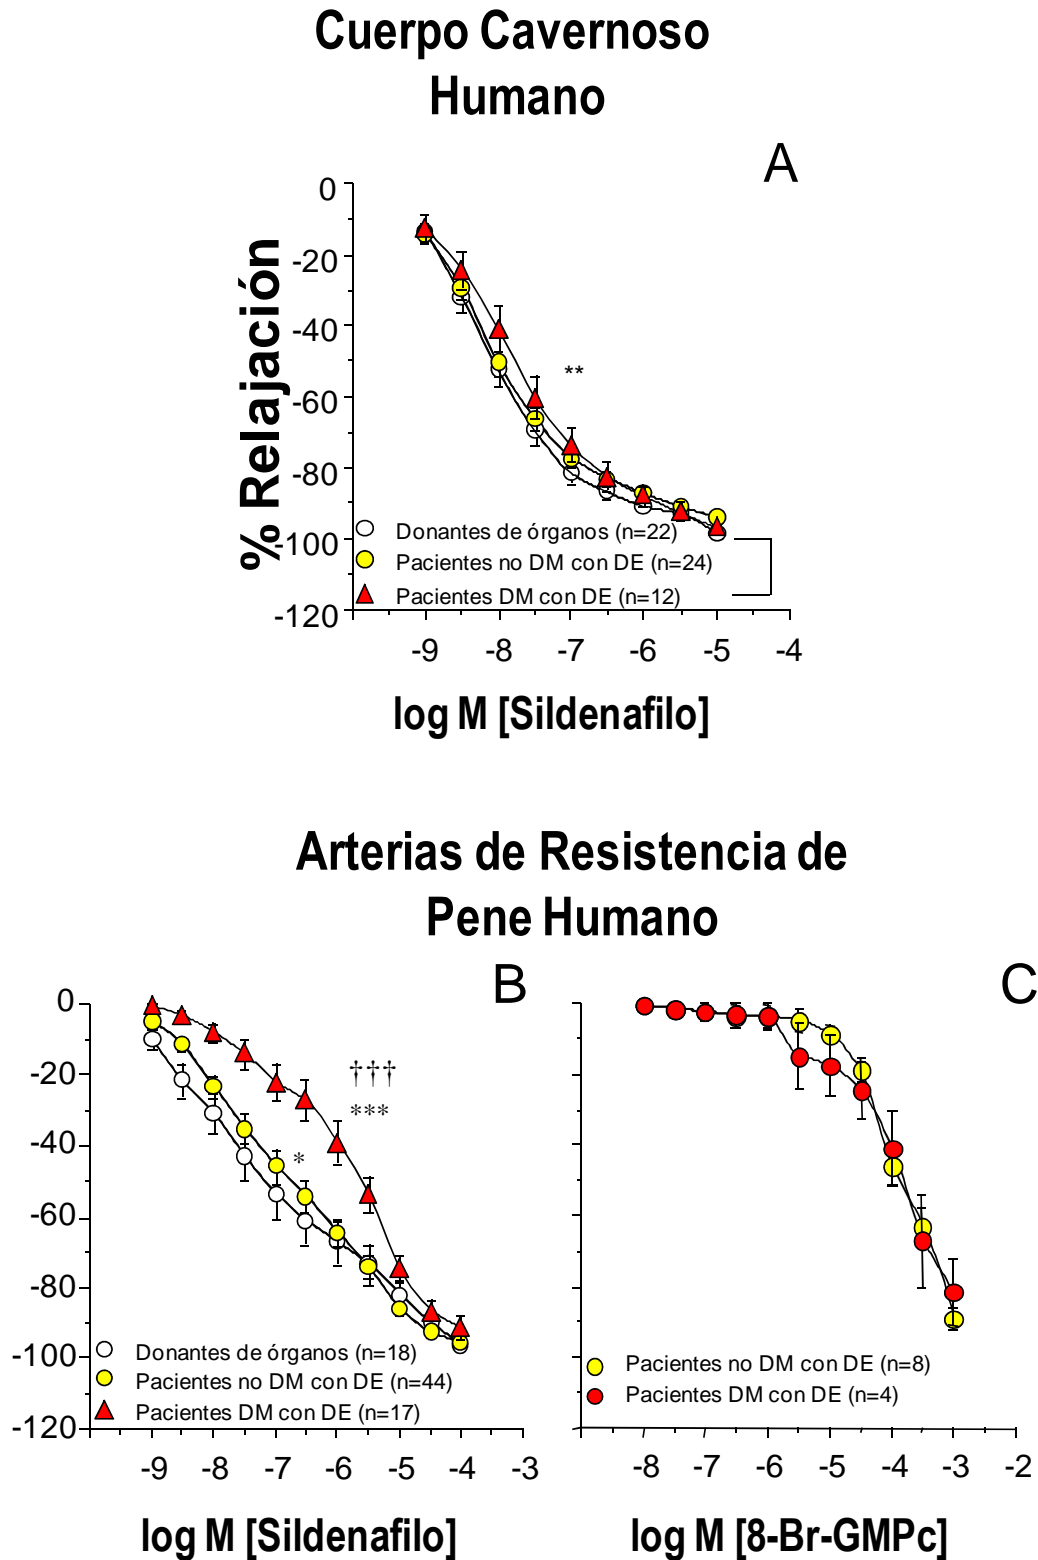 Cuerpo Cavernoso
Humano
A
% Relajación
0
-20
-40
-60
-80
-100
-120
**
Donantes de órganos (n=22)
Pacientes no DM con DE (n=24)
Pacientes DM con DE (n=12)
-9 -8 -7 -6 -5 -4
log M [Sildenafilo]
Arterias de Resistencia de
Pene Humano
B
0
-20
-40
-60
-80
-100
-120
†††
***
*
Donantes de órganos (n=18)
Pacientes no DM con DE (n=44)
Pacientes DM con DE (n=17)
-9 -8 -7 -6 -5 -4 -3
log M [Sildenafilo]
C
Pacientes no DM con DE (n=8)
Pacientes DM con DE (n=4)
-8 -7 -6 -5 -4 -3 -2
log M [8-Br-GMPc]